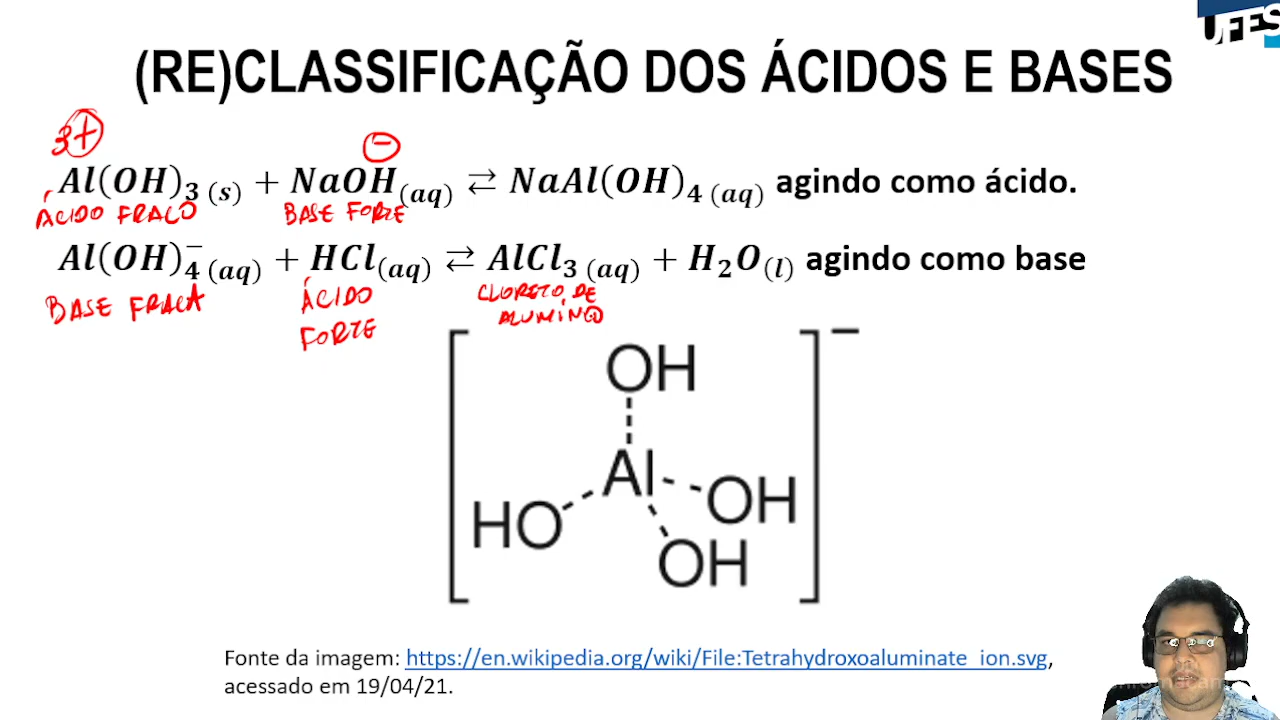 UFES
(RE)CLASSIFICAÇÃO DOS ÁCIDOS E BASES
3+ −
Al(OH)₃ (s) + NaOH(aq) ⇄ NaAl(OH)₄ (aq) agindo como ácido.
ÁCIDO FRACO BASE FORTE
Al(OH)₄⁻ (aq) + HCl(aq) ⇄ AlCl₃ (aq) + H₂O(l) agindo como base
BASE FRACA ÁCIDO FORTE CLORETO DE ALUMÍNIO
[ ]⁻
OH
Al
OH
HO
OH
Fonte da imagem: https://en.wikipedia.org/wiki/File:Tetrahydroxoaluminate_ion.svg,
acessado em 19/04/21.